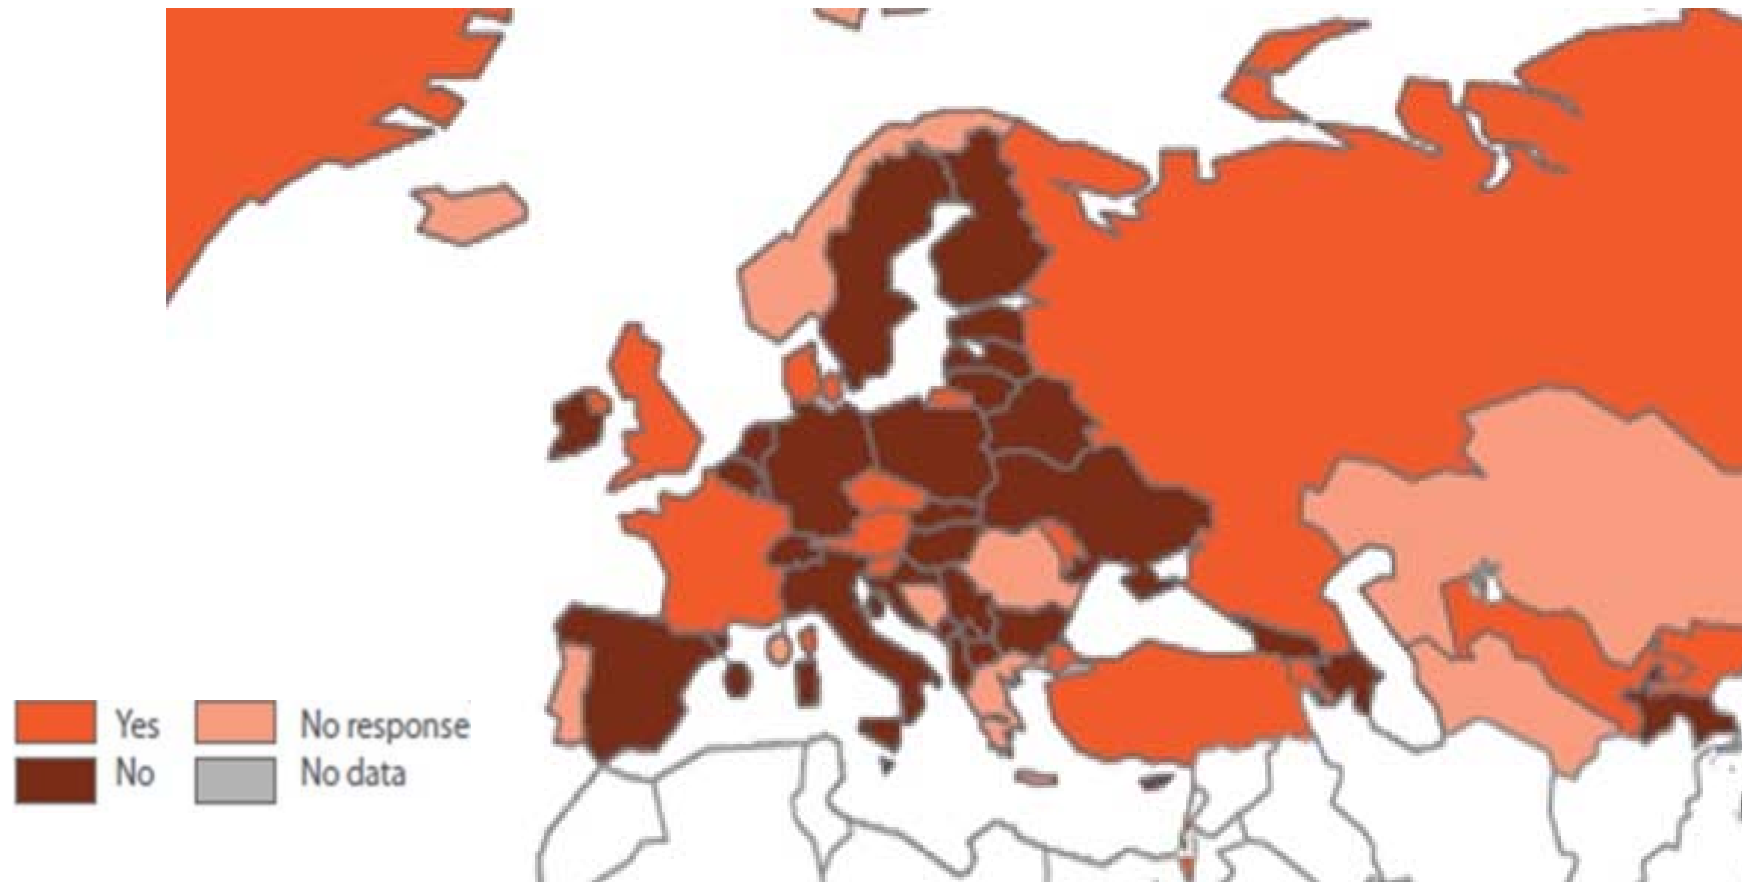 Yes
No response
No
No data